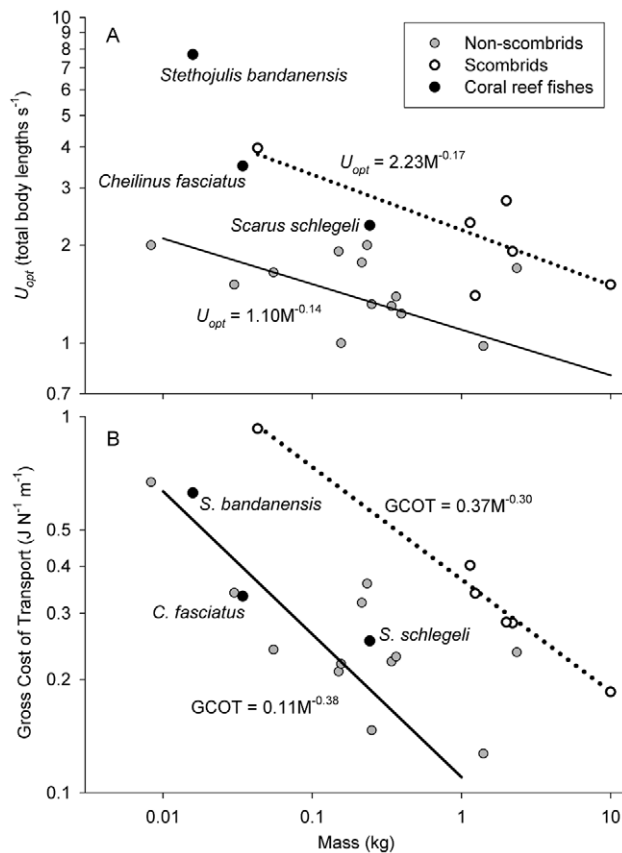 10
9
8
7
6
5
4
3
2
1
0.7
U_opt (total body lengths s⁻¹)
A
Non-scombrids
Scombrids
Coral reef fishes
Stethojulis bandanensis
Cheilinus fasciatus
U_opt = 2.23M⁻⁰·¹⁷
Scarus schlegeli
U_opt = 1.10M⁻⁰·¹⁴
1
0.5
0.4
0.3
0.2
0.1
Gross Cost of Transport (J N⁻¹ m⁻¹)
B
S. bandanensis
GCOT = 0.37M⁻⁰·³⁰
C. fasciatus
S. schlegeli
GCOT = 0.11M⁻⁰·³⁸
0.01 0.1 1 10
Mass (kg)